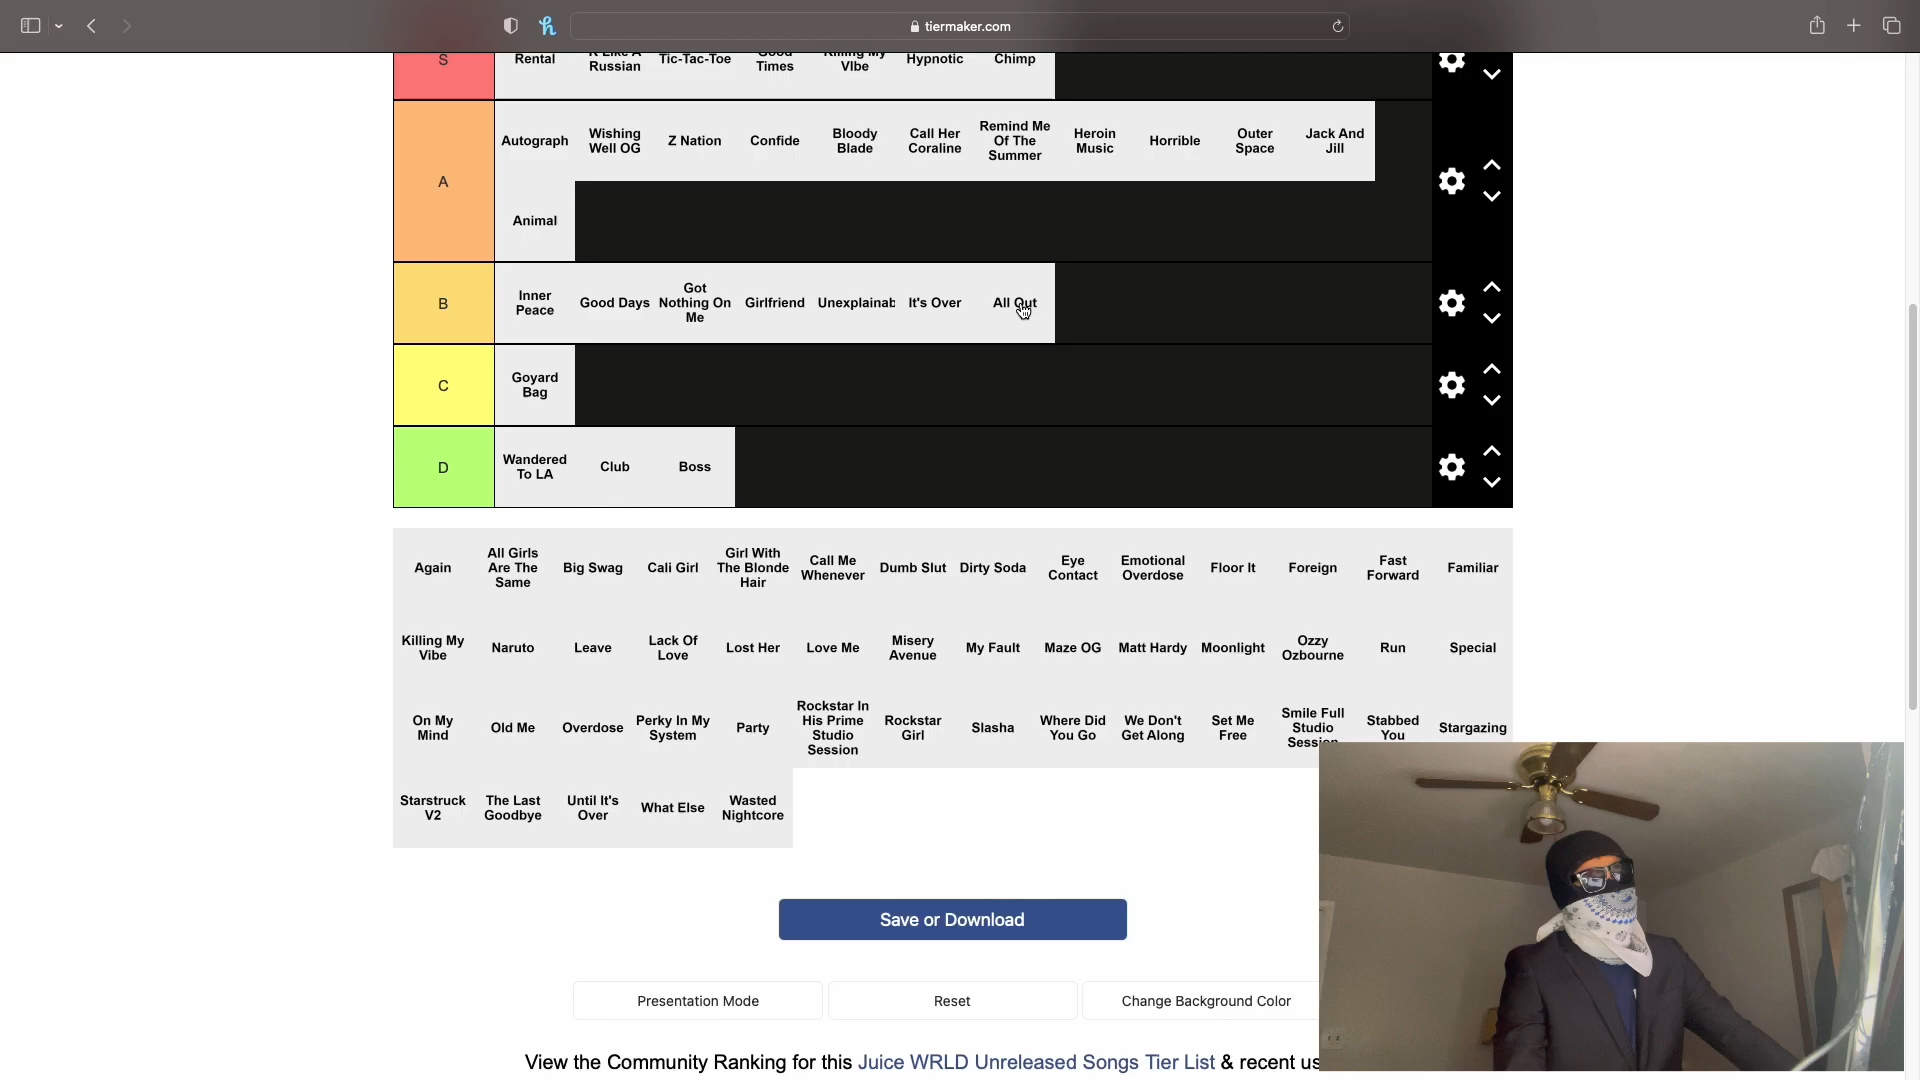 tiermaker.com
S
Rental
K Like A
Russian
Tic-Tac-Toe
Good
Times
Killing My
VIbe
Hypnotic
Chimp
A
Autograph
Wishing
Well OG
Z Nation
Confide
Bloody
Blade
Call Her
Coraline
Remind Me
Of The
Summer
Heroin
Music
Horrible
Outer
Space
Jack And
Jill
Animal
B
Inner
Peace
Good Days
Got
Nothing On
Me
Girlfriend
Unexplainab
It's Over
All Out
C
Goyard
Bag
D
Wandered
To LA
Club
Boss
Again
All Girls
Are The
Same
Big Swag
Cali Girl
Girl With
The Blonde
Hair
Call Me
Whenever
Dumb Slut
Dirty Soda
Eye
Contact
Emotional
Overdose
Floor It
Foreign
Fast
Forward
Familiar
Killing My
Vibe
Naruto
Leave
Lack Of
Love
Lost Her
Love Me
Misery
Avenue
My Fault
Maze OG
Matt Hardy
Moonlight
Ozzy
Ozbourne
Run
Special
On My
Mind
Old Me
Overdose
Perky In My
System
Party
Rockstar In
His Prime
Studio
Session
Rockstar
Girl
Slasha
Where Did
You Go
We Don't
Get Along
Set Me
Free
Smile Full
Studio
Session
Stabbed
You
Stargazing
Starstruck
V2
The Last
Goodbye
Until It's
Over
What Else
Wasted
Nightcore
Save or Download
Presentation Mode
Reset
Change Background Color
View the Community Ranking for this Juice WRLD Unreleased Songs Tier List & recent us